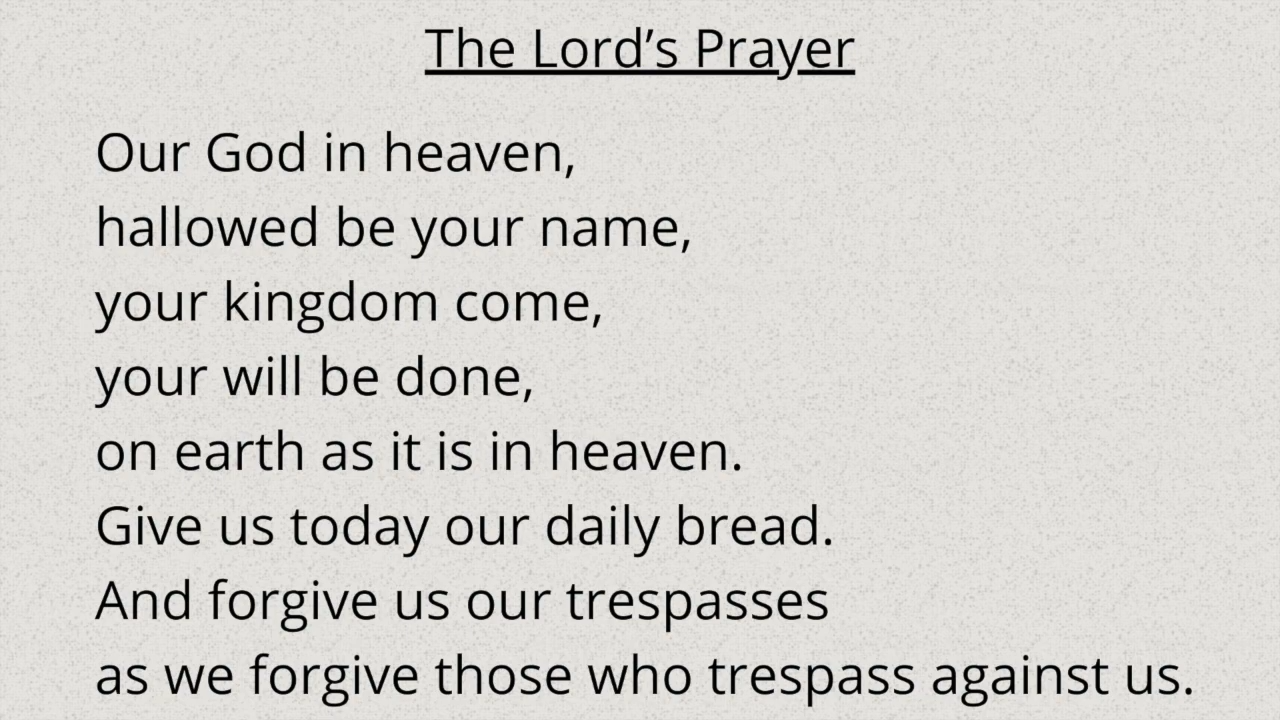 The Lord’s Prayer
Our God in heaven,
hallowed be your name,
your kingdom come,
your will be done,
on earth as it is in heaven.
Give us today our daily bread.
And forgive us our trespasses
as we forgive those who trespass against us.